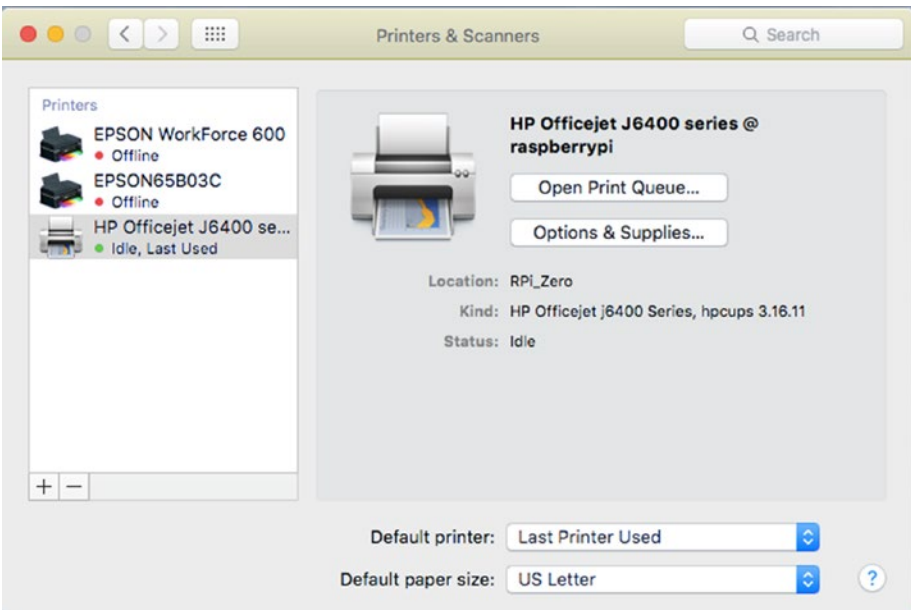 Printers & Scanners
Search
Printers
EPSON WorkForce 600
Offline
EPSON65B03C
Offline
HP Officejet J6400 se...
Idle, Last Used
HP Officejet J6400 series @
raspberrypi
Open Print Queue...
Options & Supplies...
Location: RPi_Zero
Kind: HP Officejet j6400 Series, hpcups 3.16.11
Status: Idle
+ −
Default printer: Last Printer Used
Default paper size: US Letter
?